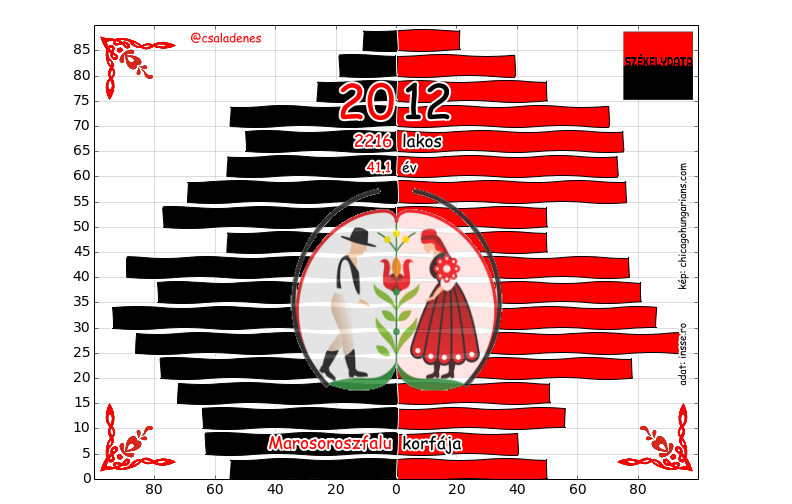 @csaladenes
SZÉKELYDATA
2012
2216 lakos
41.1 év
kép: chicagohungarians.com
adat: insse.ro
Marosoroszfalu korfája
85
80
75
70
65
60
55
50
45
40
35
30
25
20
15
10
5
0
80 60 40 20 0 20 40 60 80